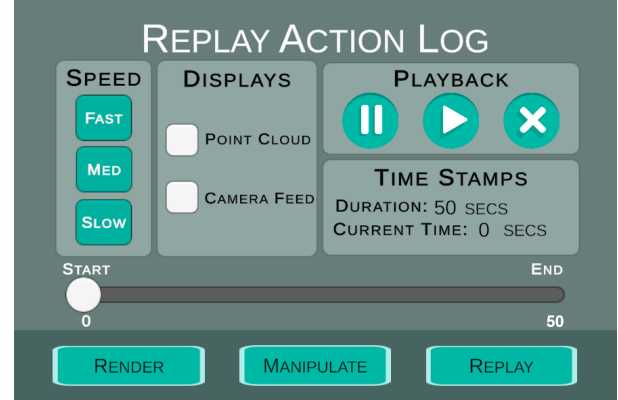 REPLAY ACTION LOG
SPEED
FAST
MED
SLOW
DISPLAYS
POINT CLOUD
CAMERA FEED
PLAYBACK
TIME STAMPS
DURATION: 50 SECS
CURRENT TIME: 0 SECS
START END
0 50
RENDER MANIPULATE REPLAY